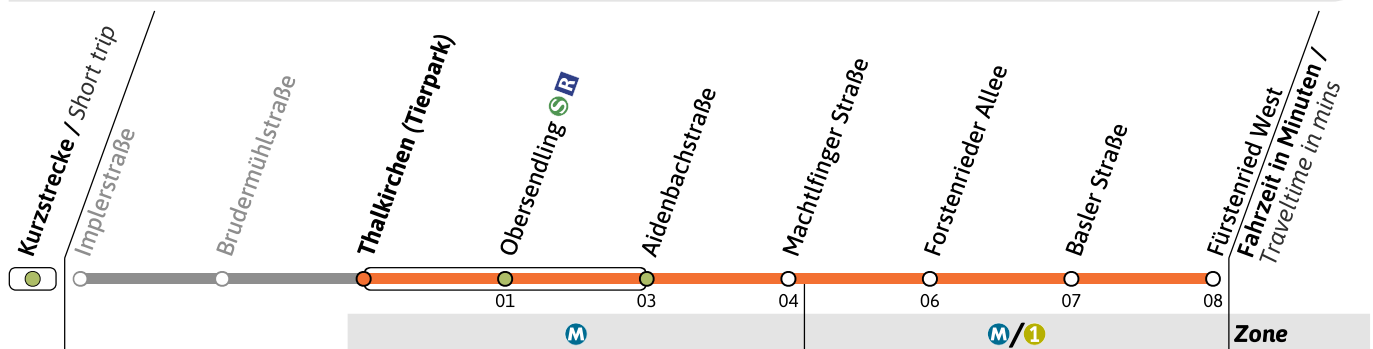 Kurzstrecke / Short trip
Implerstraße
Brudermühlstraße
Thalkirchen (Tierpark)
Obersendling S R
Aidenbachstraße
Machtlfinger Straße
Forstenrieder Allee
Basler Straße
Fürstenried West
Fahrzeit in Minuten /
Traveltime in mins
01 03 04 06 07 08
M M/1 Zone